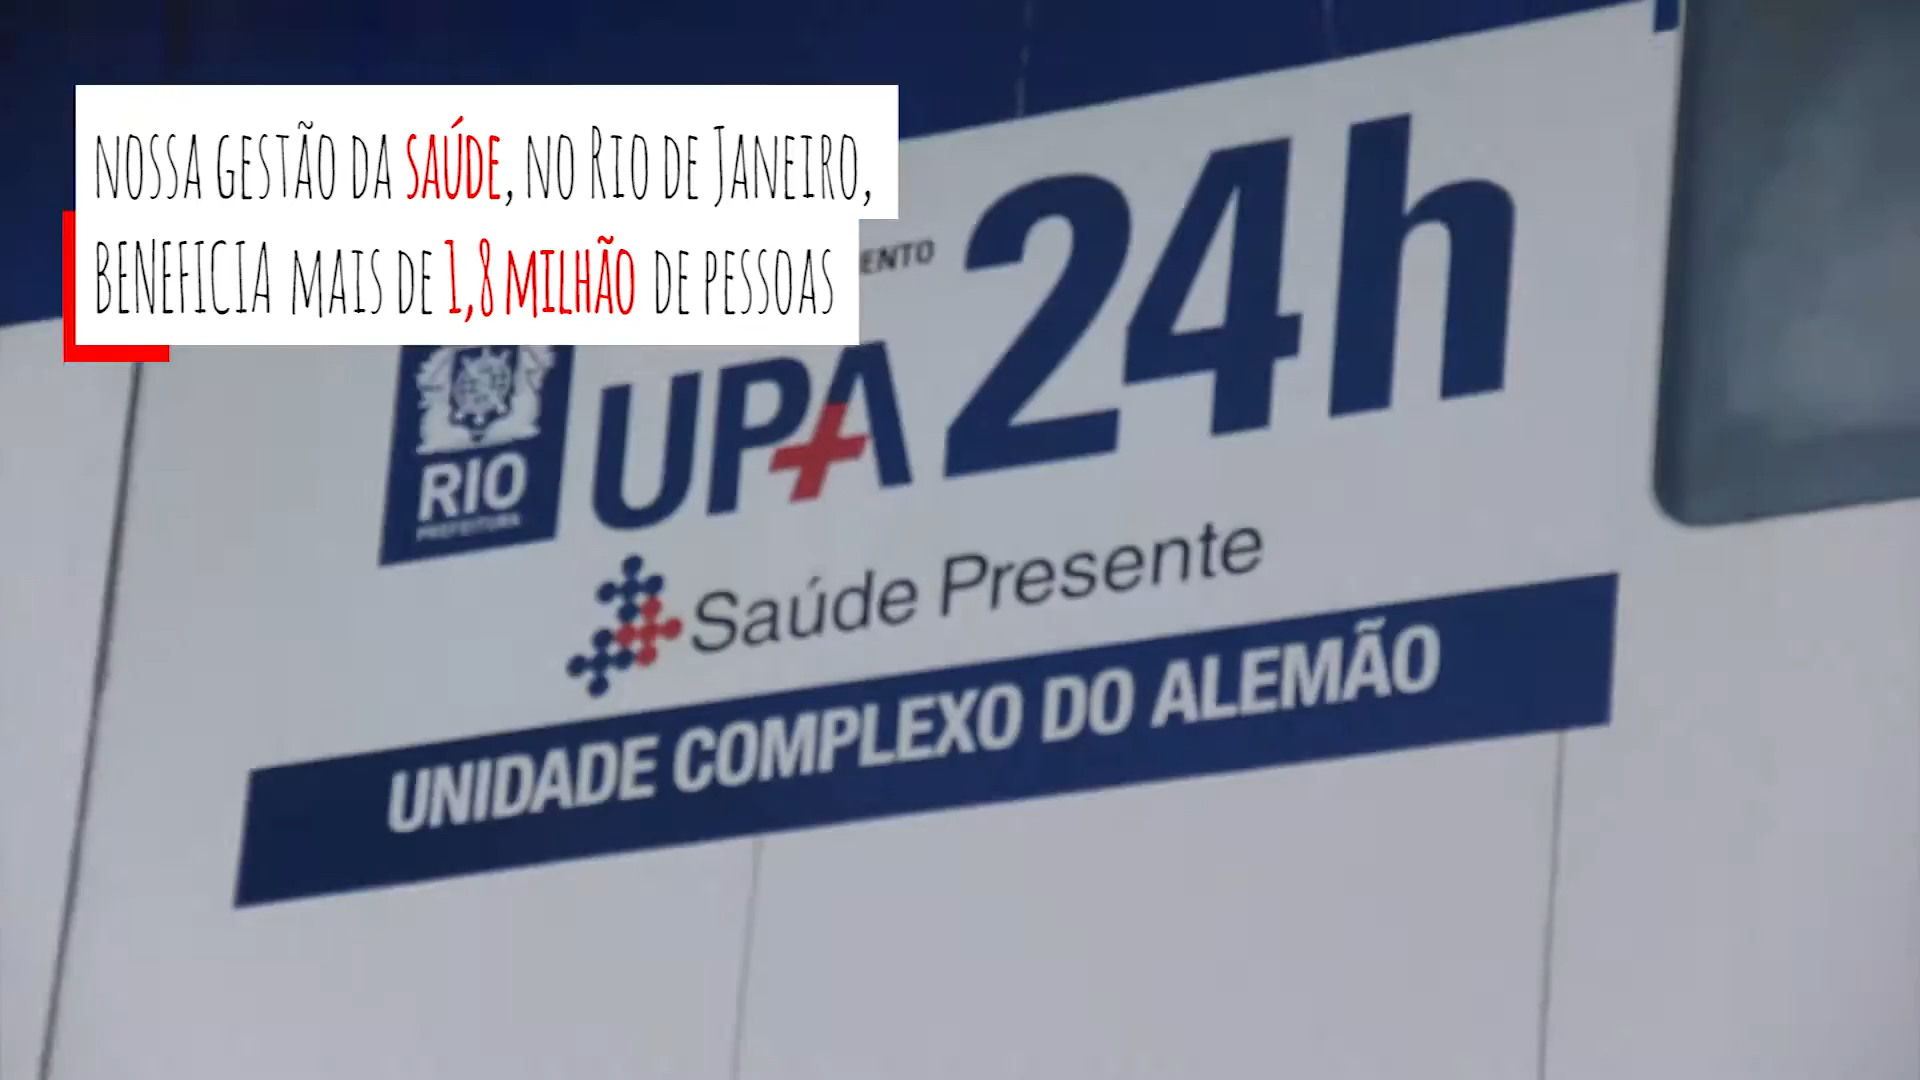 NOSSA GESTÃO DA SAÚDE, NO RIO DE JANEIRO,
BENEFICIA MAIS DE 1,8 MILHÃO DE PESSOAS
24h
UPA
RIO
PREFEITURA
Saúde Presente
UNIDADE COMPLEXO DO ALEMÃO